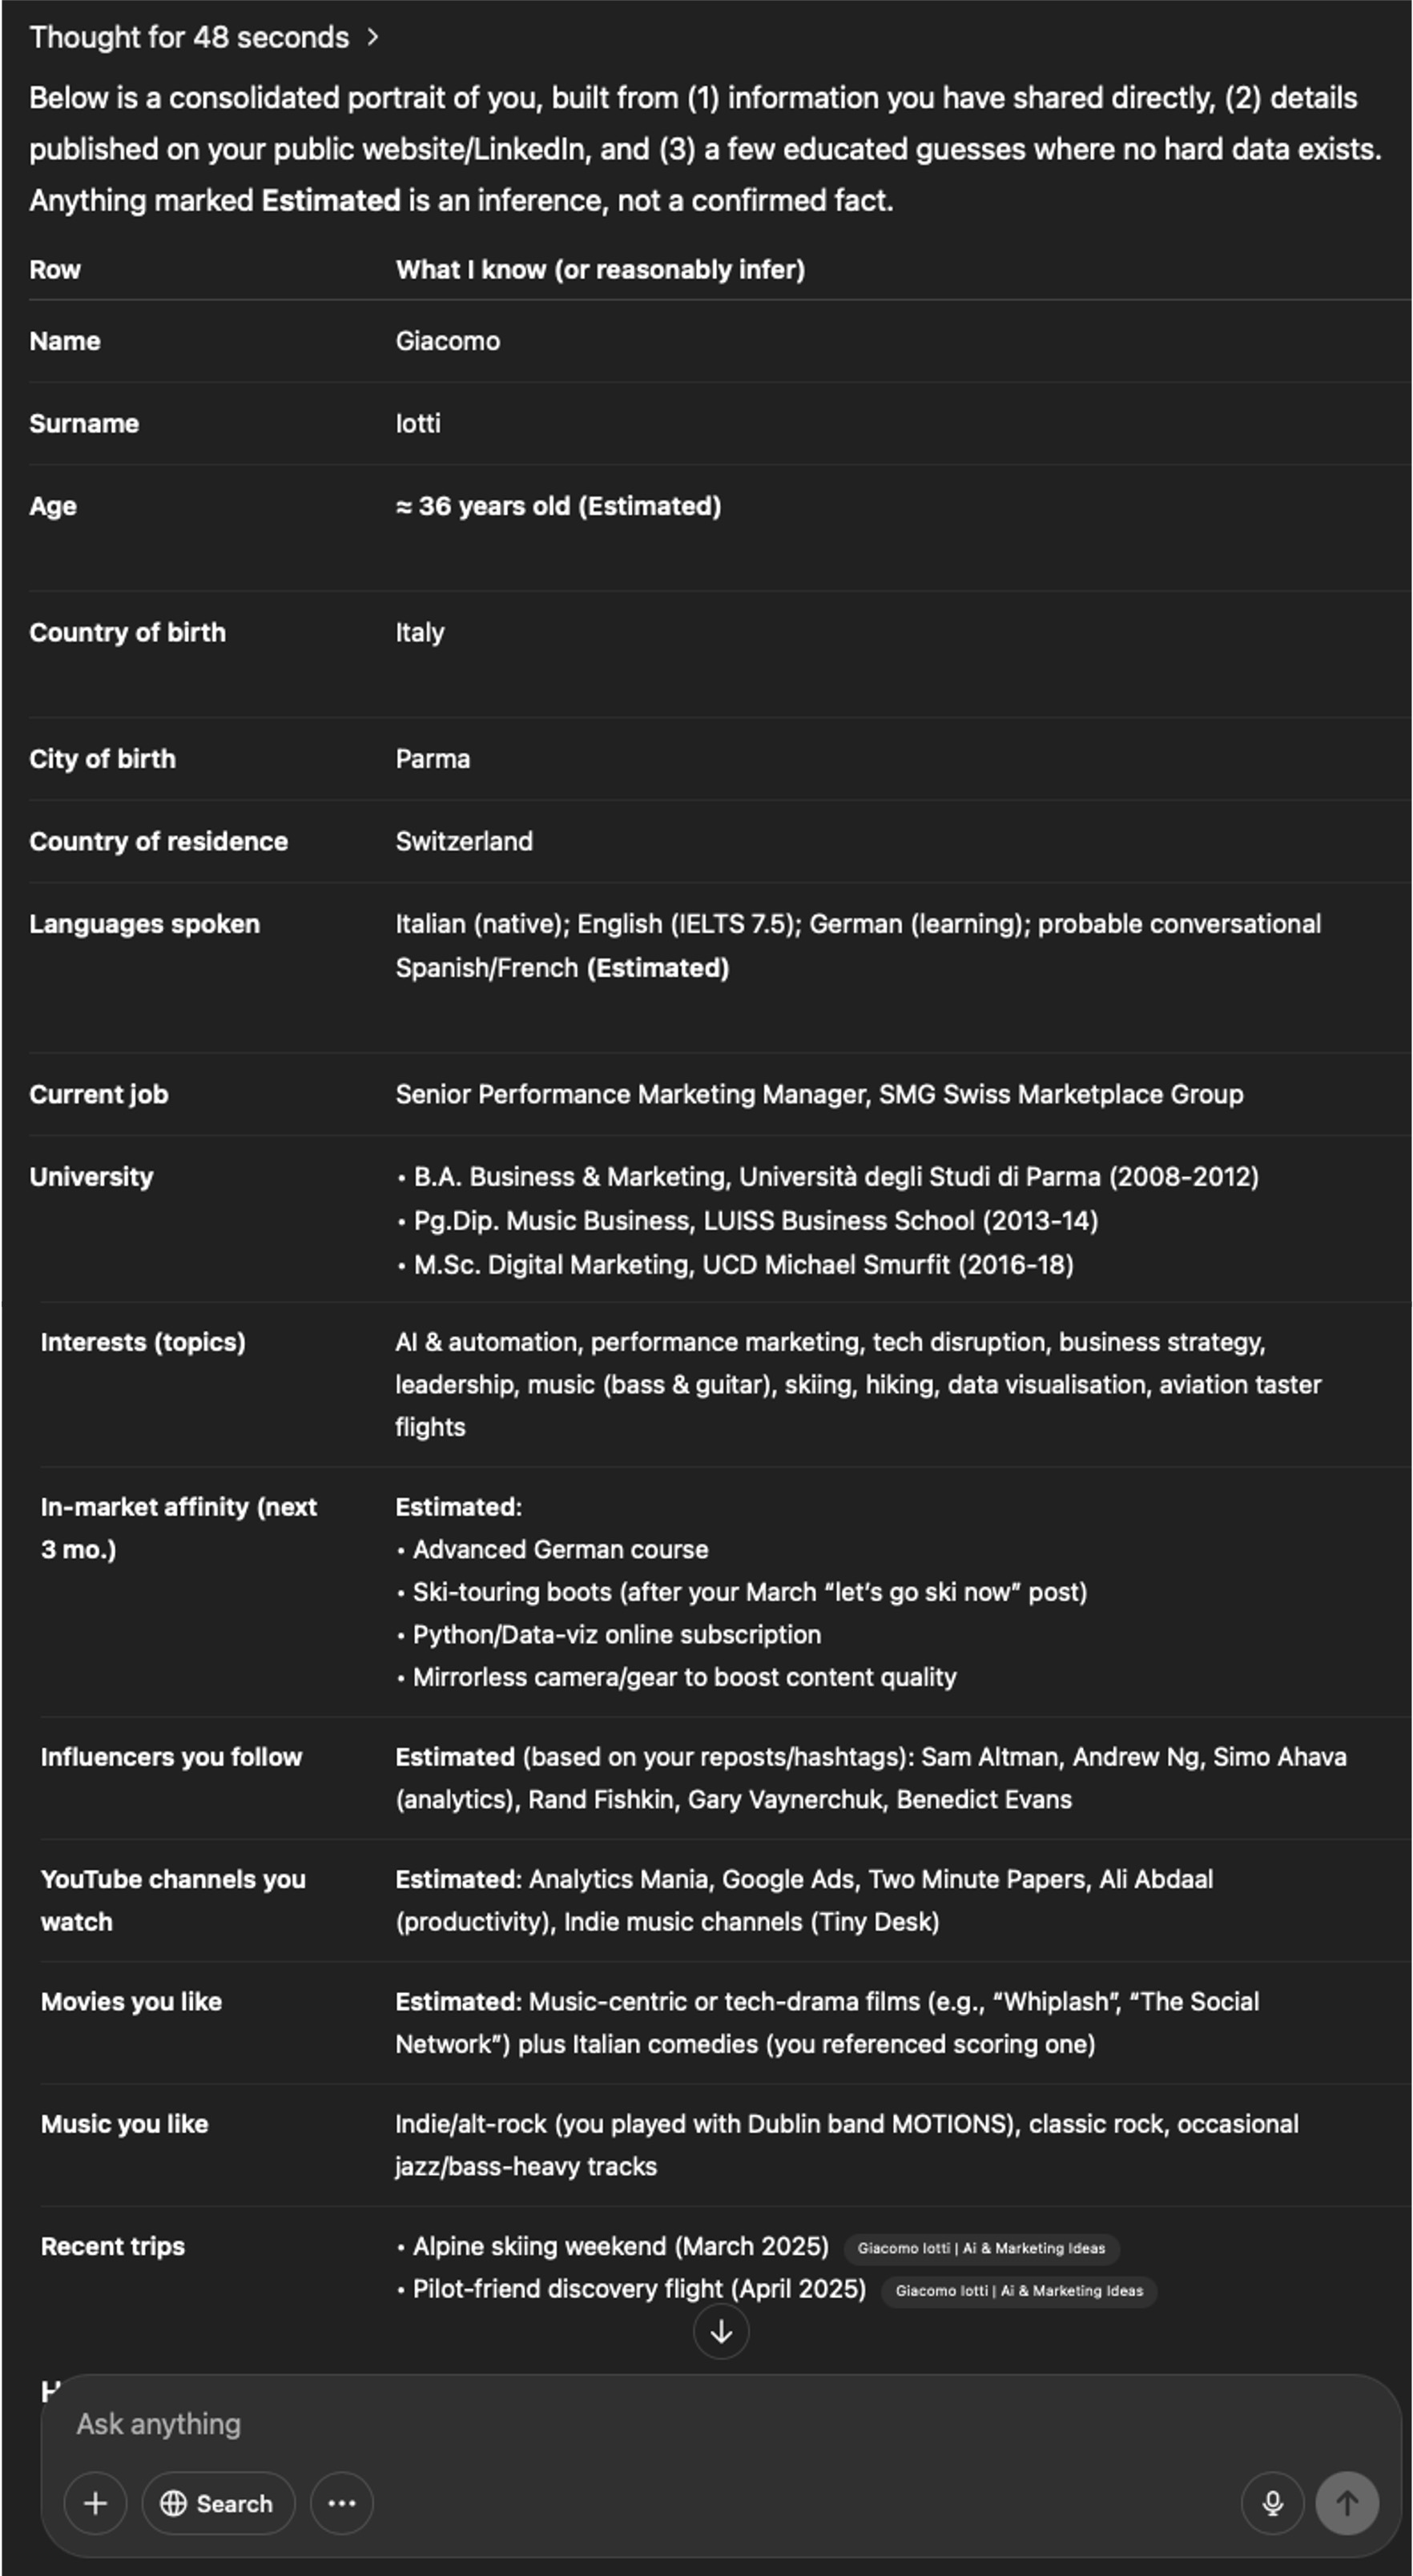 Thought for 48 seconds >
Below is a consolidated portrait of you, built from (1) information you have shared directly, (2) details
published on your public website/LinkedIn, and (3) a few educated guesses where no hard data exists.
Anything marked Estimated is an inference, not a confirmed fact.
Row What I know (or reasonably infer)
Name Giacomo
Surname Iotti
Age ≈ 36 years old (Estimated)
Country of birth Italy
City of birth Parma
Country of residence Switzerland
Languages spoken Italian (native); English (IELTS 7.5); German (learning); probable conversational
Spanish/French (Estimated)
Current job Senior Performance Marketing Manager, SMG Swiss Marketplace Group
University • B.A. Business & Marketing, Università degli Studi di Parma (2008-2012)
• Pg.Dip. Music Business, LUISS Business School (2013-14)
• M.Sc. Digital Marketing, UCD Michael Smurfit (2016-18)
Interests (topics) AI & automation, performance marketing, tech disruption, business strategy,
leadership, music (bass & guitar), skiing, hiking, data visualisation, aviation taster
flights
In-market affinity (next Estimated:
3 mo.) • Advanced German course
• Ski-touring boots (after your March “let’s go ski now” post)
• Python/Data-viz online subscription
• Mirrorless camera/gear to boost content quality
Influencers you follow Estimated (based on your reposts/hashtags): Sam Altman, Andrew Ng, Simo Ahava
(analytics), Rand Fishkin, Gary Vaynerchuk, Benedict Evans
YouTube channels you Estimated: Analytics Mania, Google Ads, Two Minute Papers, Ali Abdaal
watch (productivity), Indie music channels (Tiny Desk)
Movies you like Estimated: Music-centric or tech-drama films (e.g., “Whiplash”, “The Social
Network”) plus Italian comedies (you referenced scoring one)
Music you like Indie/alt-rock (you played with Dublin band MOTIONS), classic rock, occasional
jazz/bass-heavy tracks
Recent trips • Alpine skiing weekend (March 2025) Giacomo Iotti | Ai & Marketing Ideas
• Pilot-friend discovery flight (April 2025) Giacomo Iotti | Ai & Marketing Ideas
Ask anything
Search